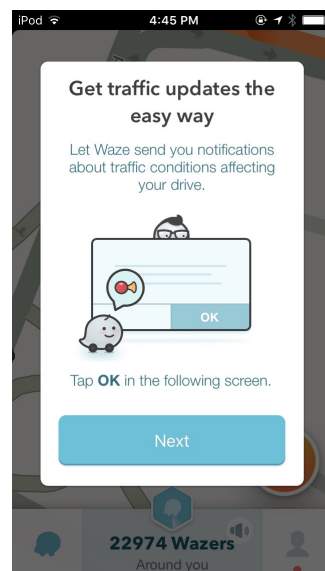 iPod 4:45 PM
Get traffic updates the
easy way
Let Waze send you notifications
about traffic conditions affecting
your drive.
OK
Tap OK in the following screen.
Next
22974 Wazers
Around you